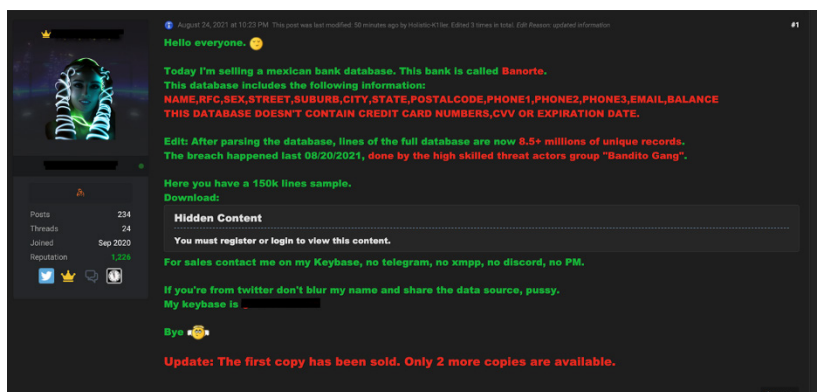 August 24, 2021 at 10:23 PM This post was last modified: 50 minutes ago by Holistic-K1ller. Edited 3 times in total. Edit Reason: updated information
#1
Hello everyone.
Today I'm selling a mexican bank database. This bank is called Banorte.
This database includes the following information:
NAME,RFC,SEX,STREET,SUBURB,CITY,STATE,POSTALCODE,PHONE1,PHONE2,PHONE3,EMAIL,BALANCE
THIS DATABASE DOESN'T CONTAIN CREDIT CARD NUMBERS,CVV OR EXPIRATION DATE.
Edit: After parsing the database, lines of the full database are now 8.5+ millions of unique records.
The breach happened last 08/20/2021, done by the high skilled threat actors group "Bandito Gang".
Here you have a 150k lines sample.
Download:
Hidden Content
You must register or login to view this content.
For sales contact me on my Keybase, no telegram, no xmpp, no discord, no PM.
If you're from twitter don't blur my name and share the data source, pussy.
My keybase is
Bye
Update: The first copy has been sold. Only 2 more copies are available.
Posts 234
Threads 24
Joined Sep 2020
Reputation 1,226